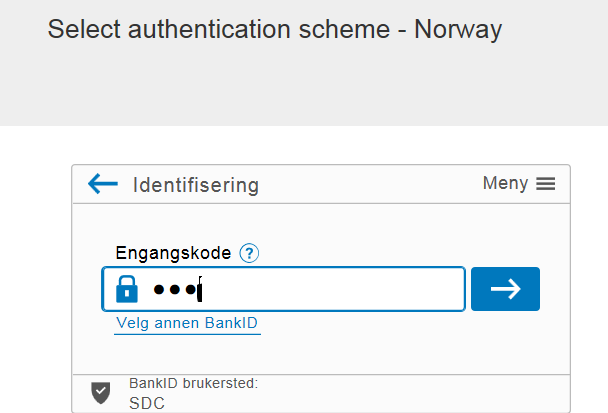 Select authentication scheme - Norway
Identifisering
Meny
Engangskode ?
•••
Velg annen BankID
BankID brukersted:
SDC